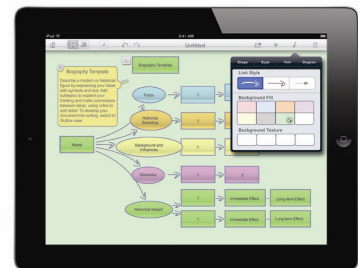 iPad
9:41 AM
Untitled
Shape Style Text Diagram
Link Style
Background Fill
Background Texture
Biography Template
Describe a modern or historical
figure by expressing your ideas
with symbols and text. Add
subtopics to expand your
thinking and make connections
between ideas, using notes to
add detail. To develop your
document into writing, switch to
Outline view.
Biography Template
Facts
Historical
Backdrop
Name
Background and
Influences
Obstacles
Historical Impact
Immediate Effect
Long-term Effect
Immediate Effect
Long-term Effect